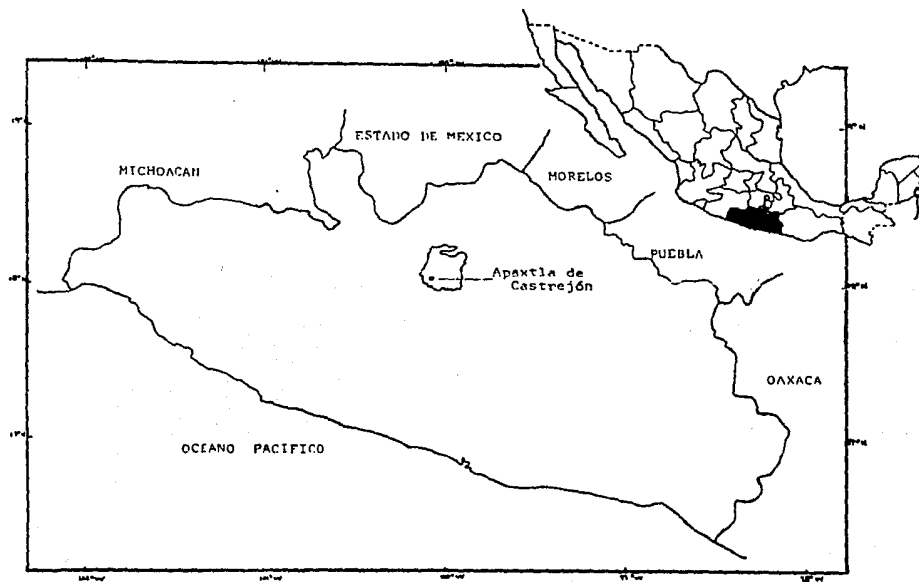 ESTADO DE MEXICO
MICHOACAN
MORELOS
PUEBLA
Apaxtla de
Castrejón
OAXACA
OCEANO PACIFICO